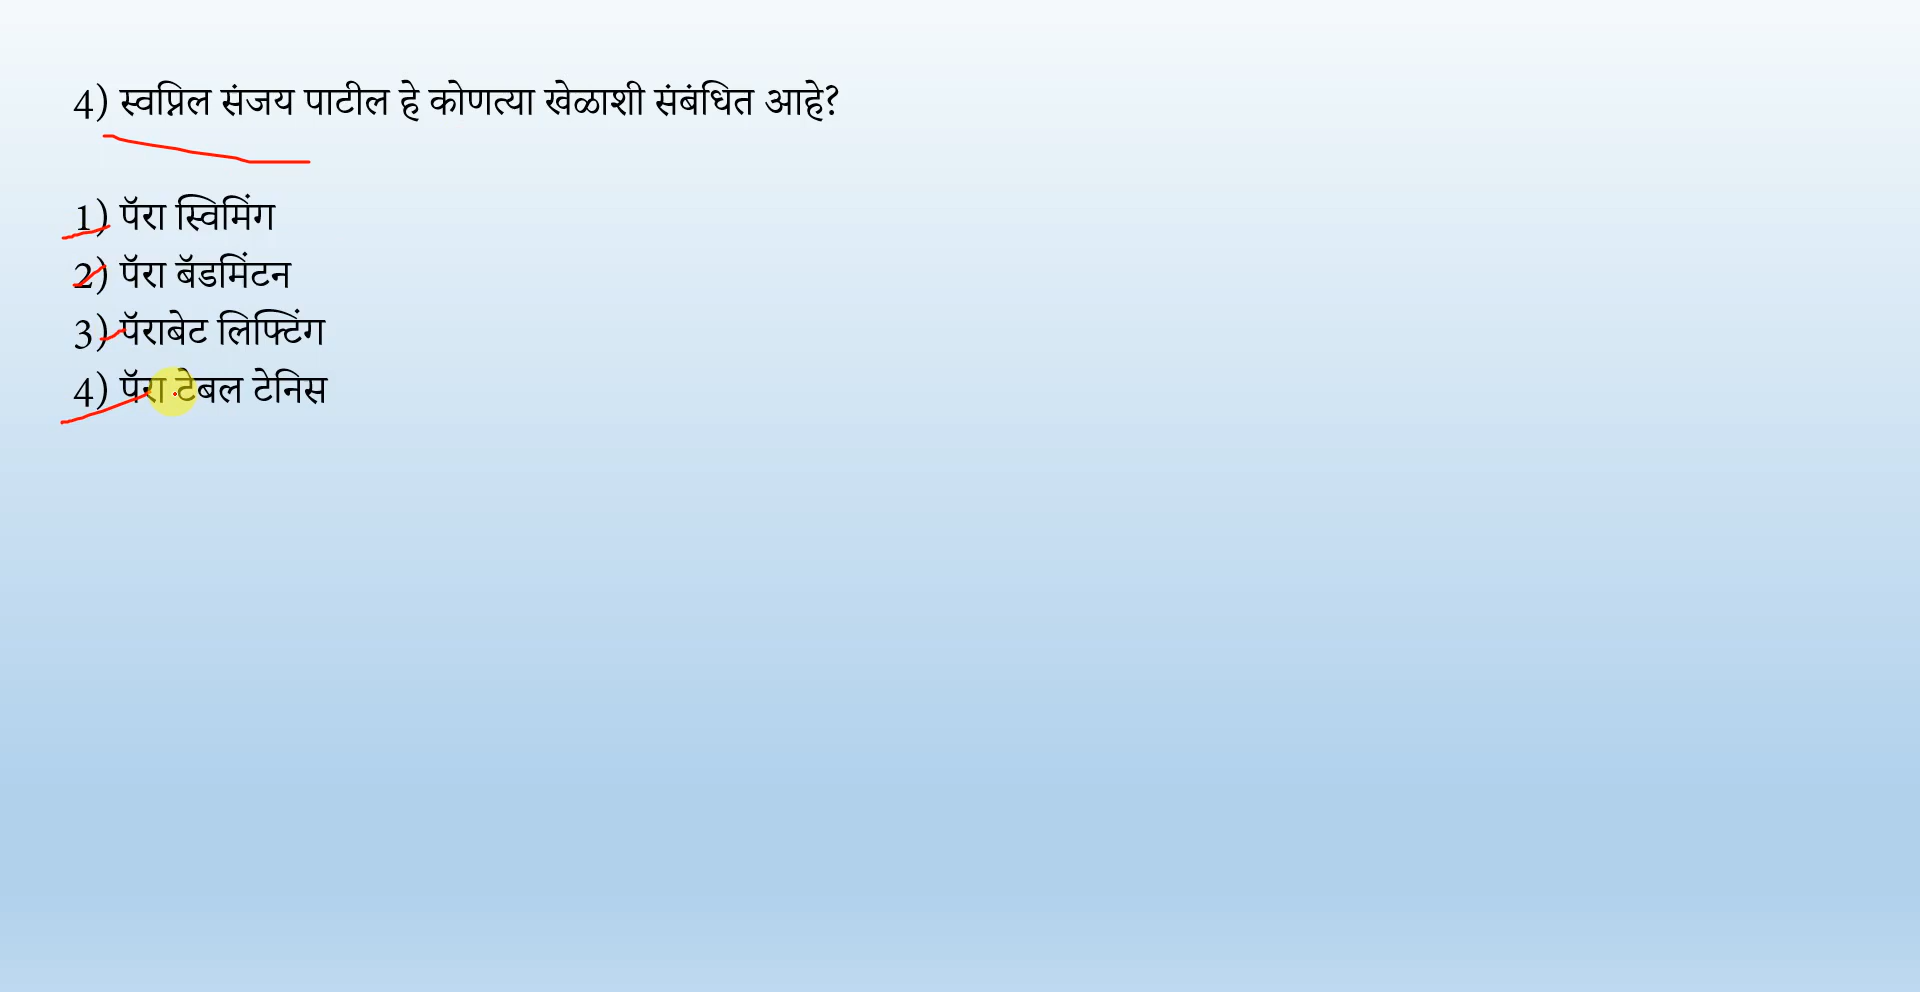 4) स्वप्निल संजय पाटील हे कोणत्या खेळाशी संबंधित आहे?
1) पॅरा स्विमिंग
2) पॅरा बॅडमिंटन
3) पॅराबेट लिफ्टिंग
4) पॅरा टेबल टेनिस